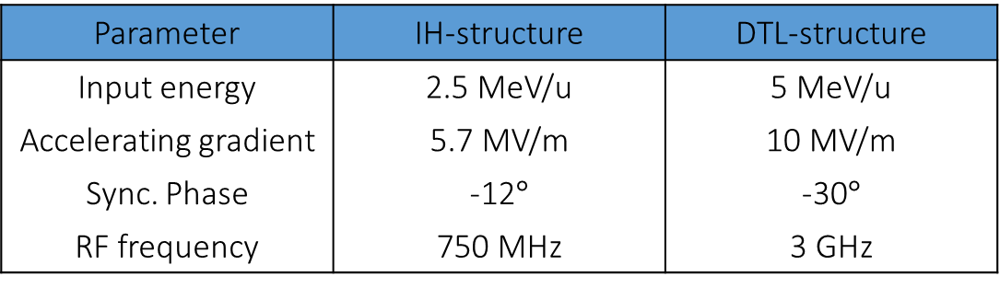 Parameter IH-structure DTL-structure
Input energy 2.5 MeV/u 5 MeV/u
Accelerating gradient 5.7 MV/m 10 MV/m
Sync. Phase -12° -30°
RF frequency 750 MHz 3 GHz